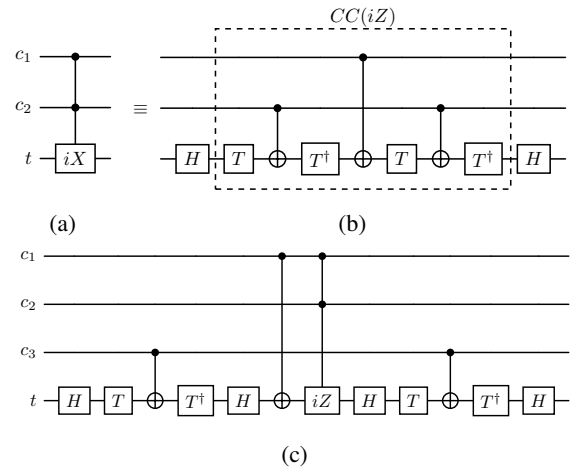 CC(iZ)
c₁
c₂ ≡
t iX H T T† T T† H
(a) (b)
c₁
c₂
c₃
t H T T† H iZ H T T† H
(c)